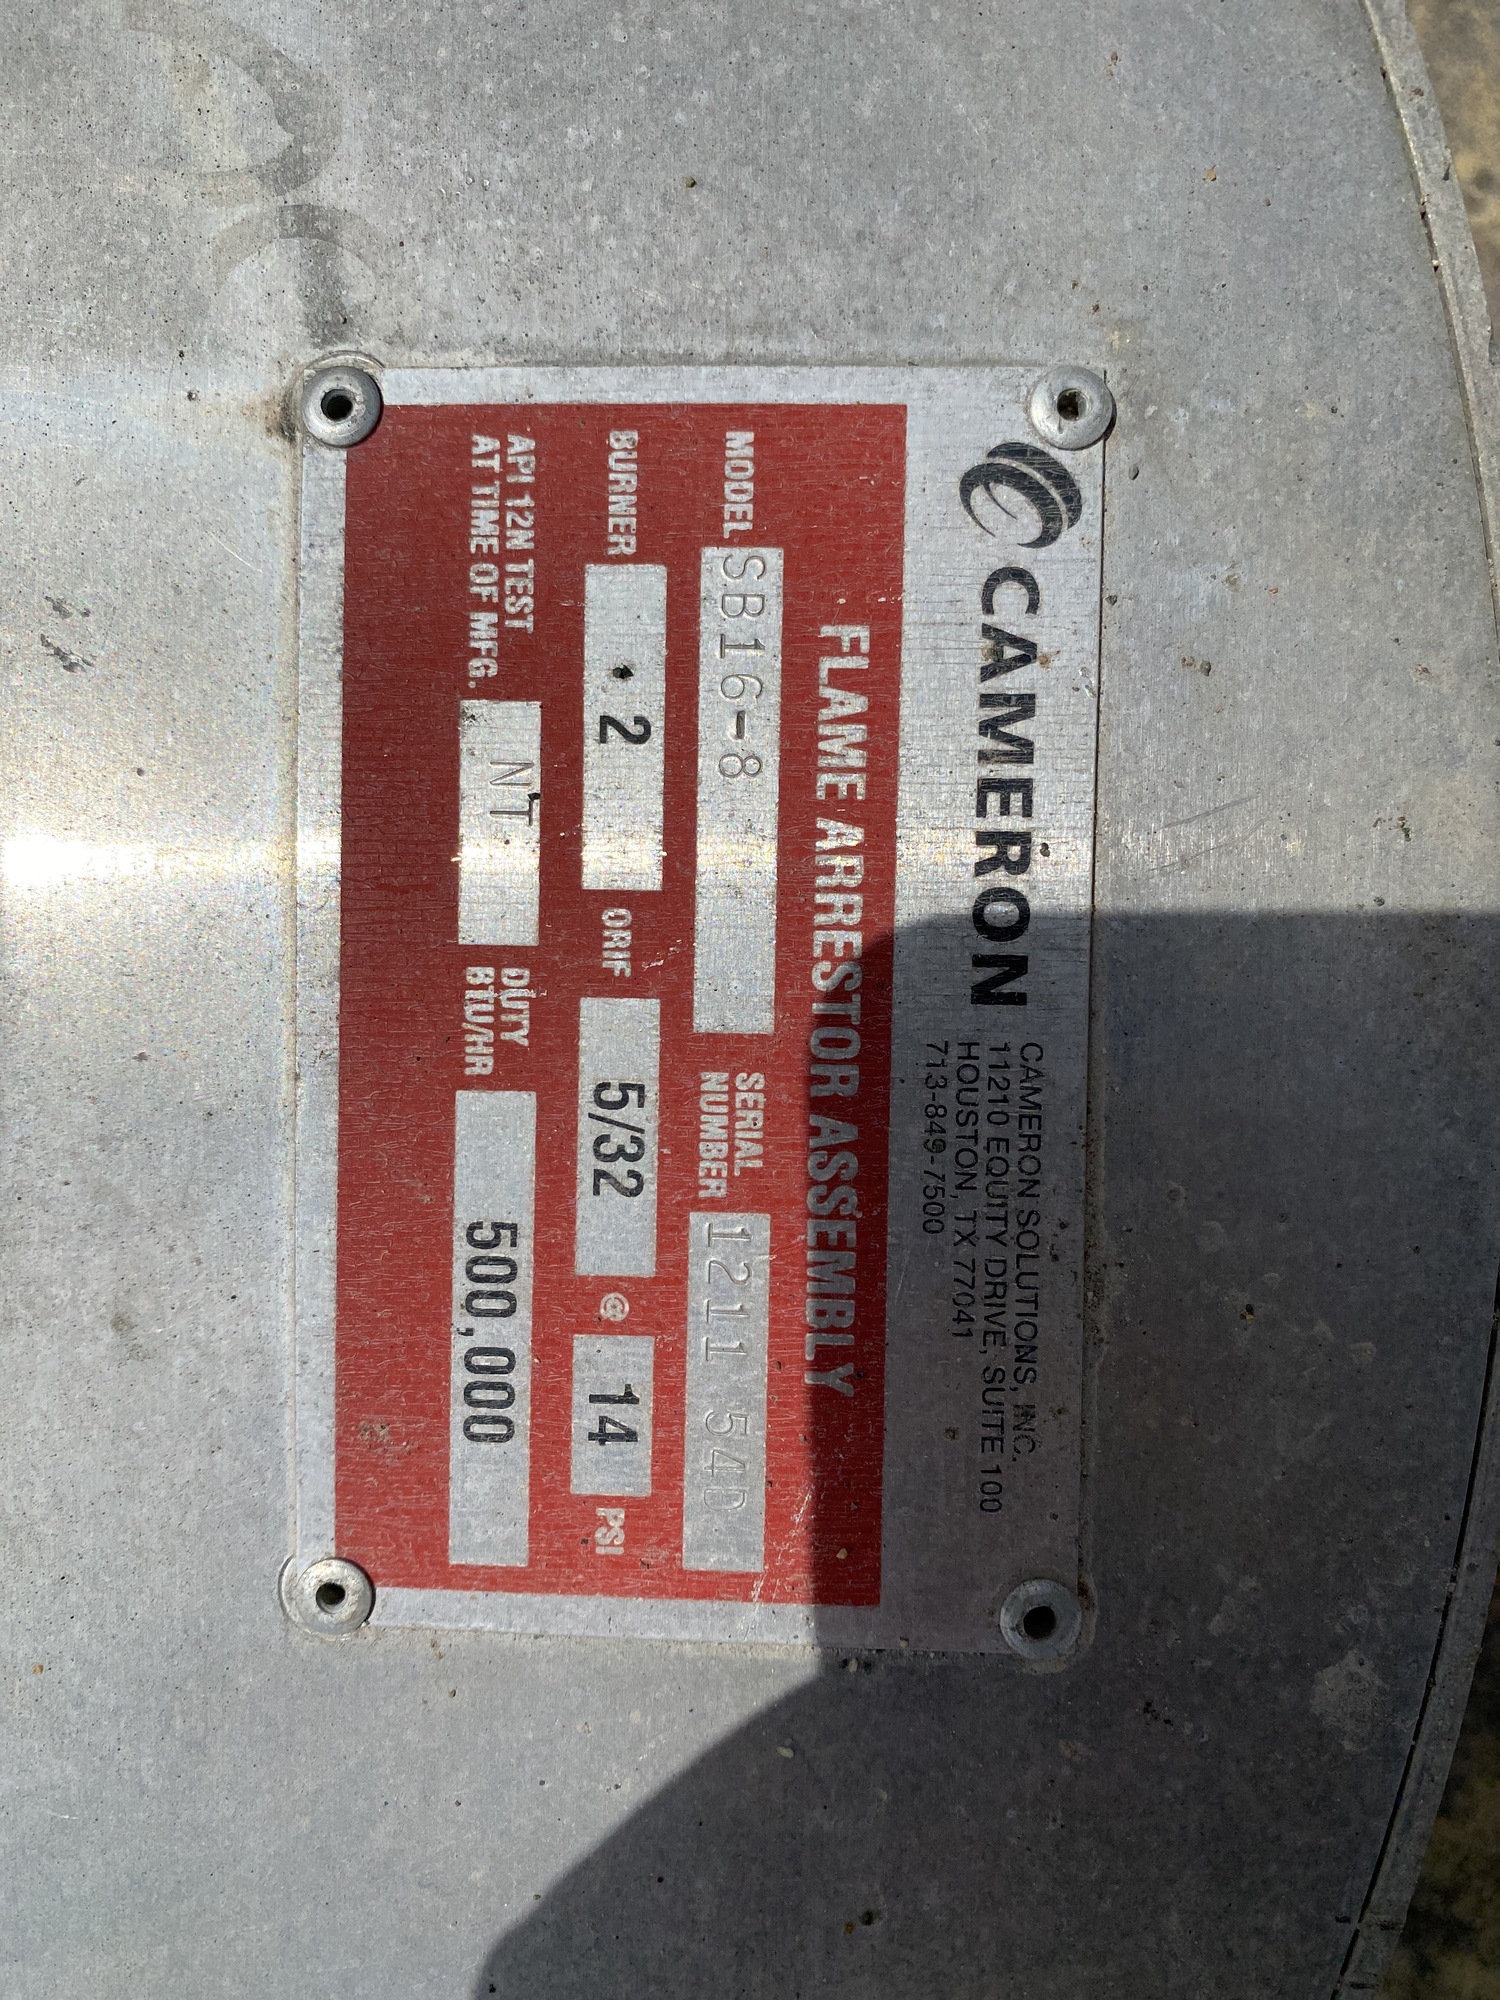 CAMERON
CAMERON SOLUTIONS, INC.
11210 EQUITY DRIVE, SUITE 100
HOUSTON, TX 77041
713-849-7500
FLAME ARRESTOR ASSEMBLY
MODEL SB16-8 SERIAL NUMBER 1211 54D
BURNER 2 ORIF 5/32 @ 14 PSI
API 12N TEST
AT TIME OF MFG. NT DUTY BTU/HR 500,000